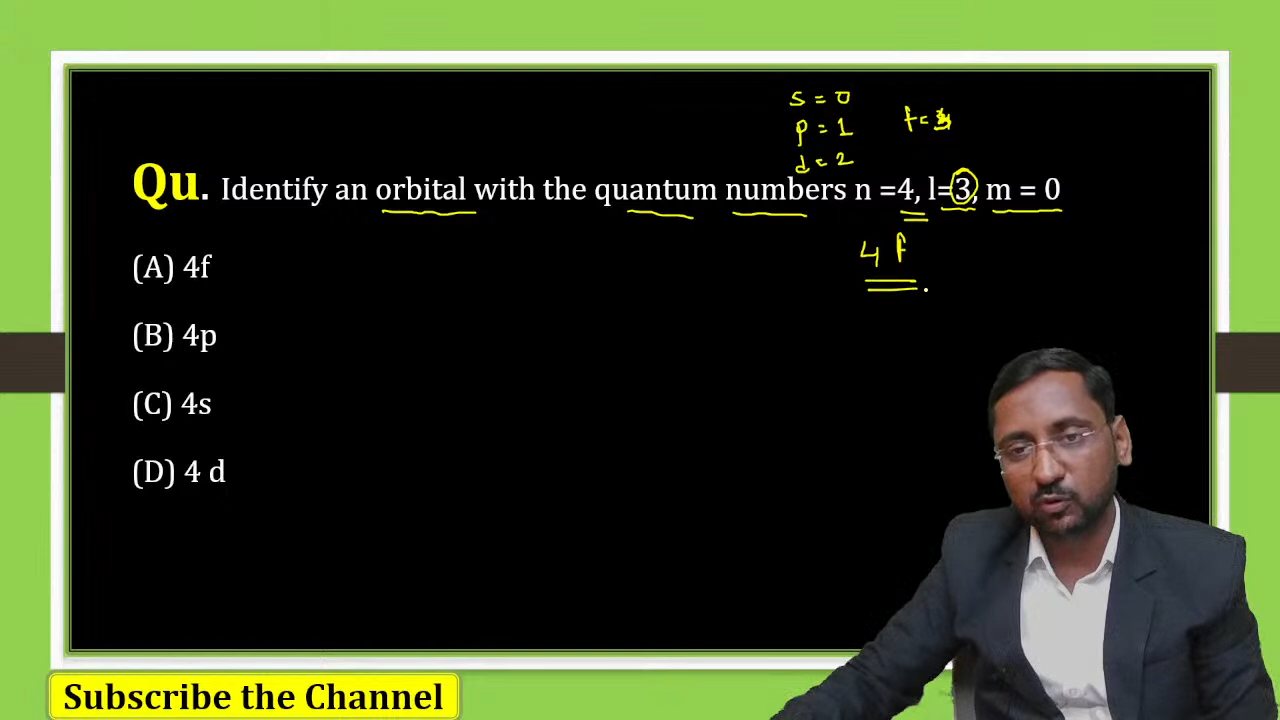 s = 0
p = 1 f = 3
d = 2
Qu. Identify an orbital with the quantum numbers n =4, l=3, m = 0
4 f
(A) 4f
(B) 4p
(C) 4s
(D) 4 d
Subscribe the Channel